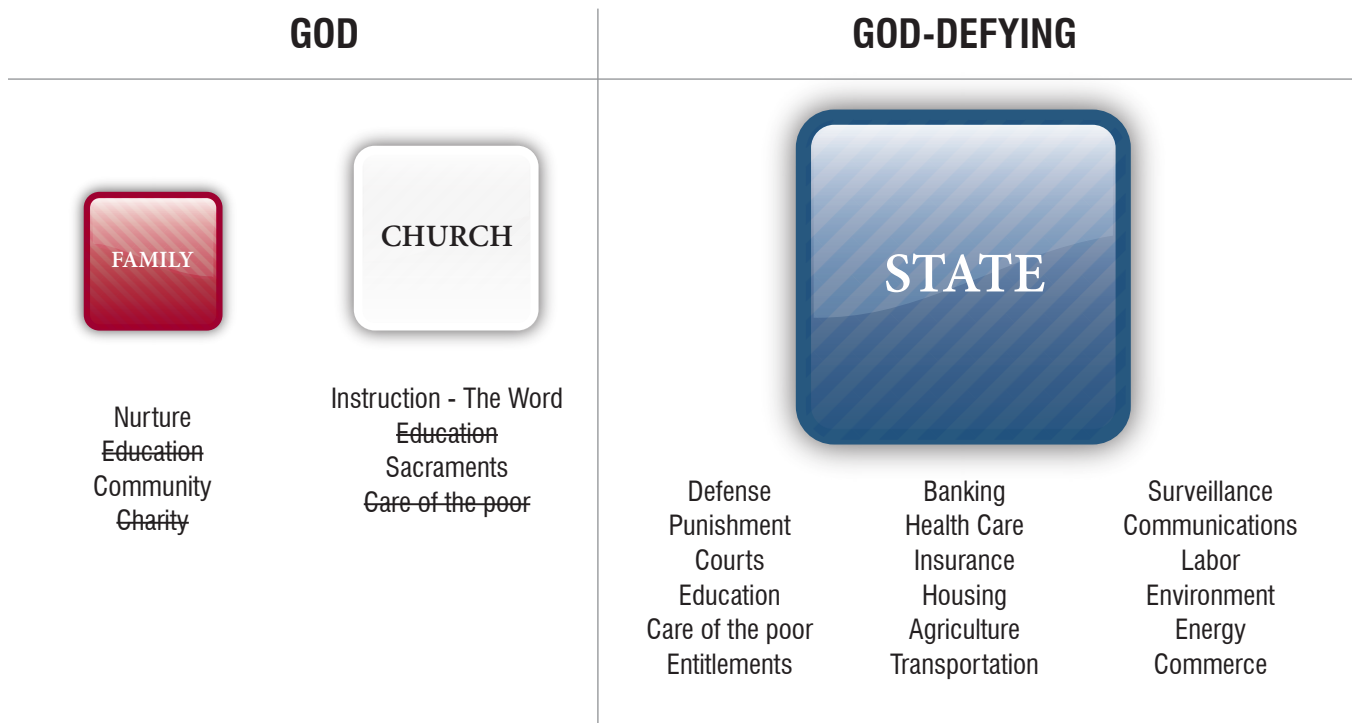 GOD
GOD-DEFYING
FAMILY
CHURCH
STATE
Nurture
Education
Community
Charity
Instruction - The Word
Education
Sacraments
Care of the poor
Defense
Punishment
Courts
Education
Care of the poor
Entitlements
Banking
Health Care
Insurance
Housing
Agriculture
Transportation
Surveillance
Communications
Labor
Environment
Energy
Commerce